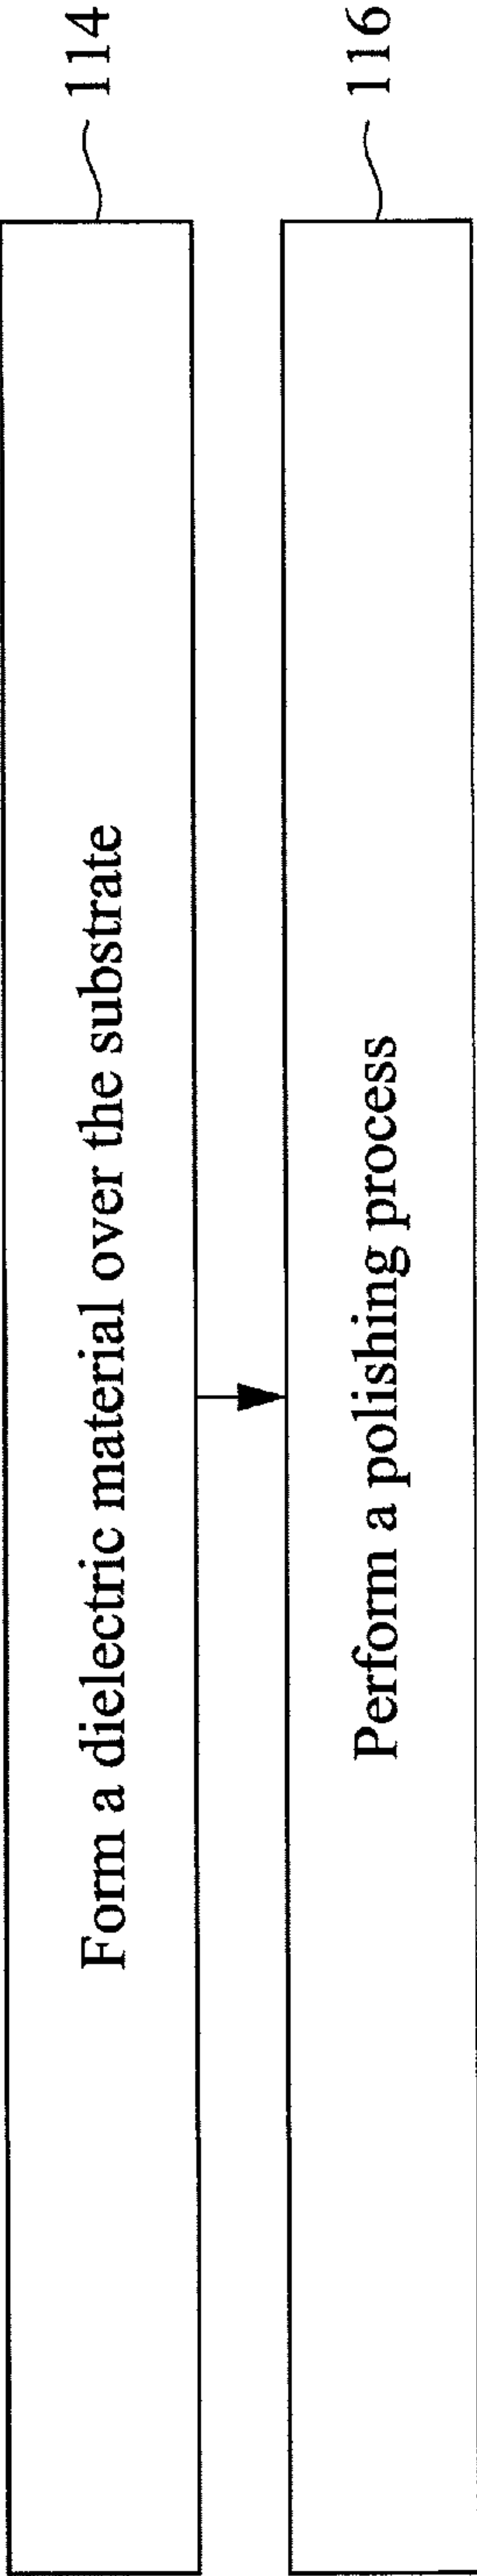 Form a dielectric material over the substrate
114
Perform a polishing process
116